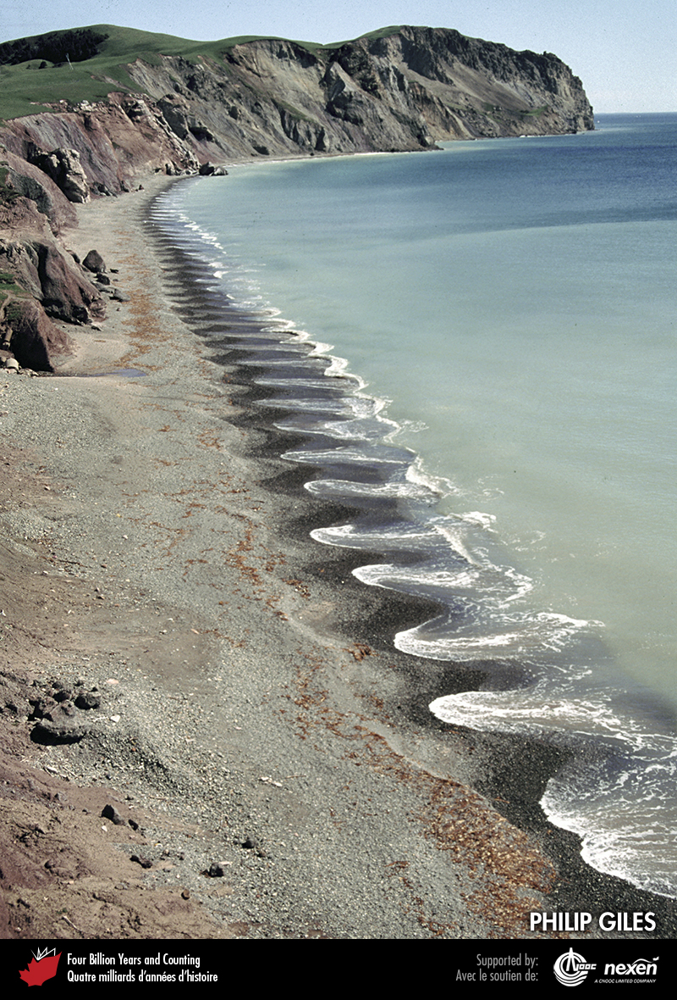 PHILIP GILES
Four Billion Years and Counting
Quatre milliards d'années d'histoire
Supported by:
Avec le soutien de:
CNOOC
nexen
A CNOOC LIMITED COMPANY